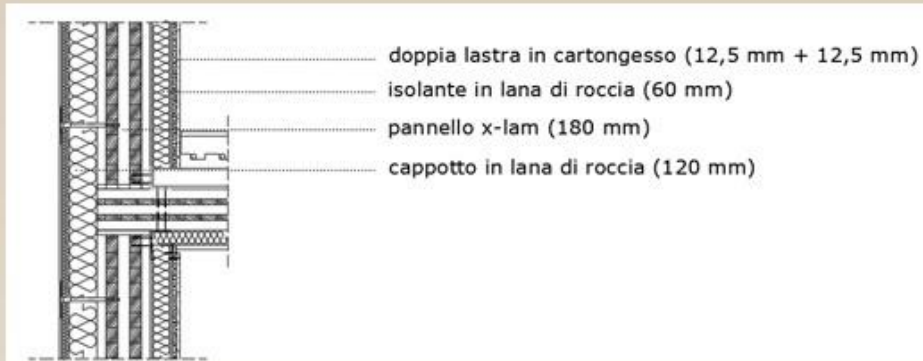 doppia lastra in cartongesso (12,5 mm + 12,5 mm)
isolante in lana di roccia (60 mm)
pannello x-lam (180 mm)
cappotto in lana di roccia (120 mm)